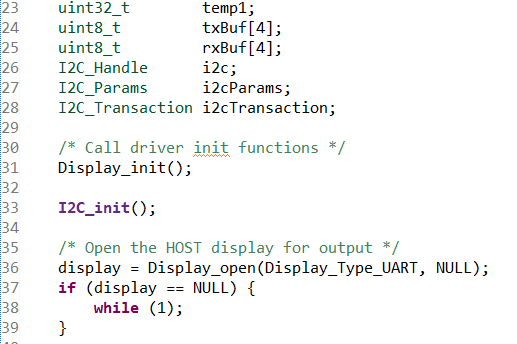 23 uint32_t temp1;
24 uint8_t txBuf[4];
25 uint8_t rxBuf[4];
26 I2C_Handle i2c;
27 I2C_Params i2cParams;
28 I2C_Transaction i2cTransaction;
29
30 /* Call driver init functions */
31 Display_init();
32
33 I2C_init();
34
35 /* Open the HOST display for output */
36 display = Display_open(Display_Type_UART, NULL);
37 if (display == NULL) {
38 while (1);
39 }